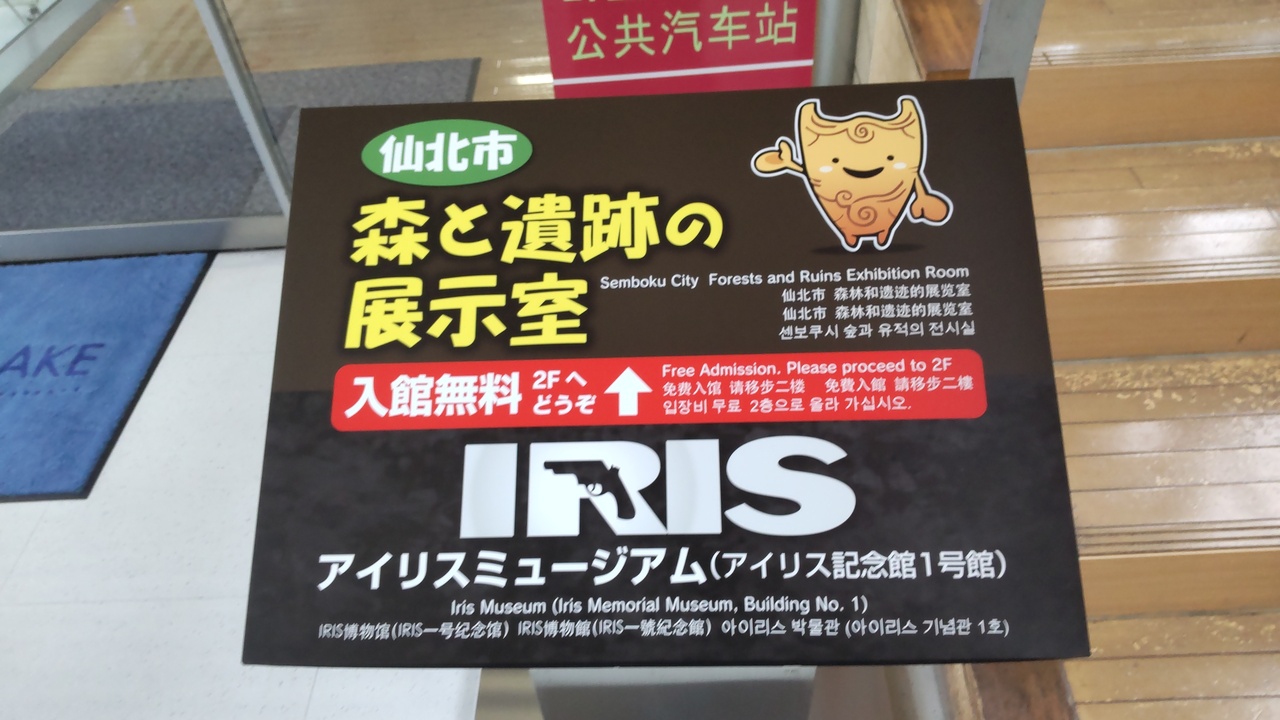 公共汽车站
AKE
仙北市
森と遺跡の
展示室
Semboku City Forests and Ruins Exhibition Room
仙北市 森林和遗迹的展览室
仙北市 森林和遗迹的展览室
센보쿠시 숲과 유적의 전시실
入館無料 2Fへ
どうぞ
Free Admission. Please proceed to 2F
免费入馆 请移步二楼 免費入館 請移步二樓
입장비 무료 2층으로 올라 가십시오.
IRIS
アイリスミュージアム(アイリス記念館1号館)
Iris Museum (Iris Memorial Museum, Building No. 1)
IRIS博物馆(IRIS一号纪念馆) IRIS博物館(IRIS一號紀念館) 아이리스 박물관 (아이리스 기념관 1호)